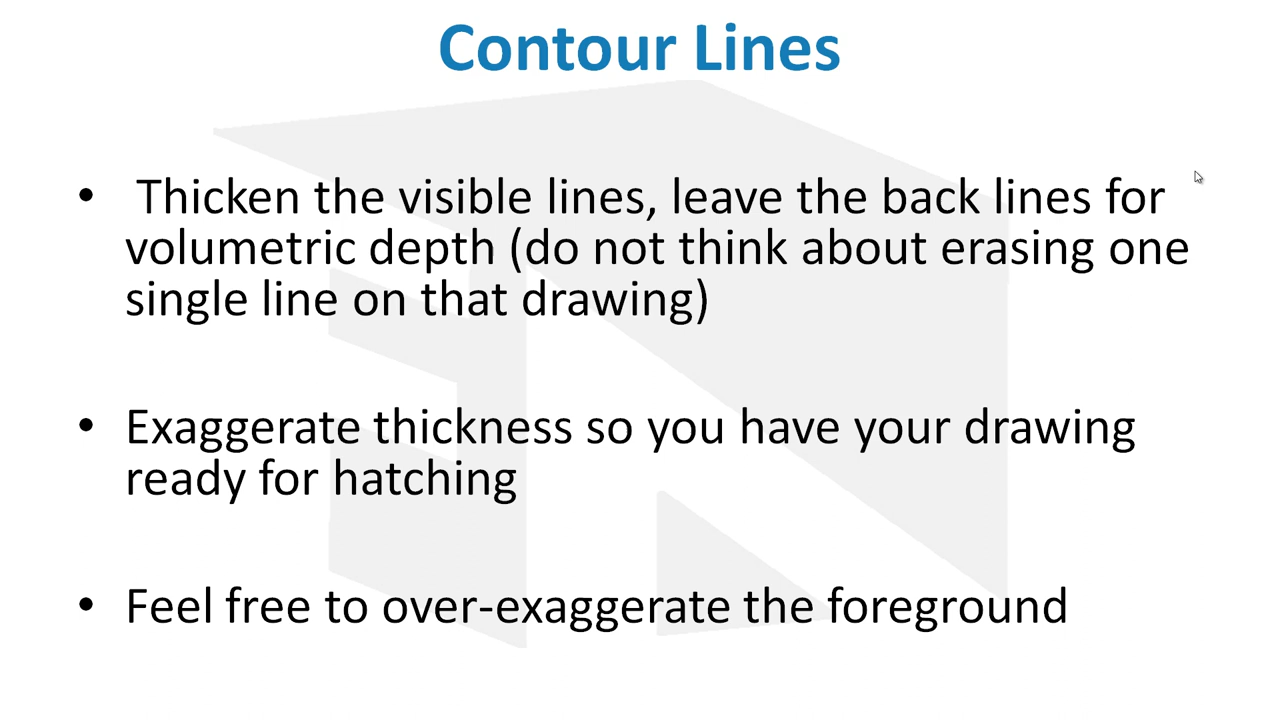 Contour Lines
• Thicken the visible lines, leave the back lines for
volumetric depth (do not think about erasing one
single line on that drawing)
• Exaggerate thickness so you have your drawing
ready for hatching
• Feel free to over-exaggerate the foreground